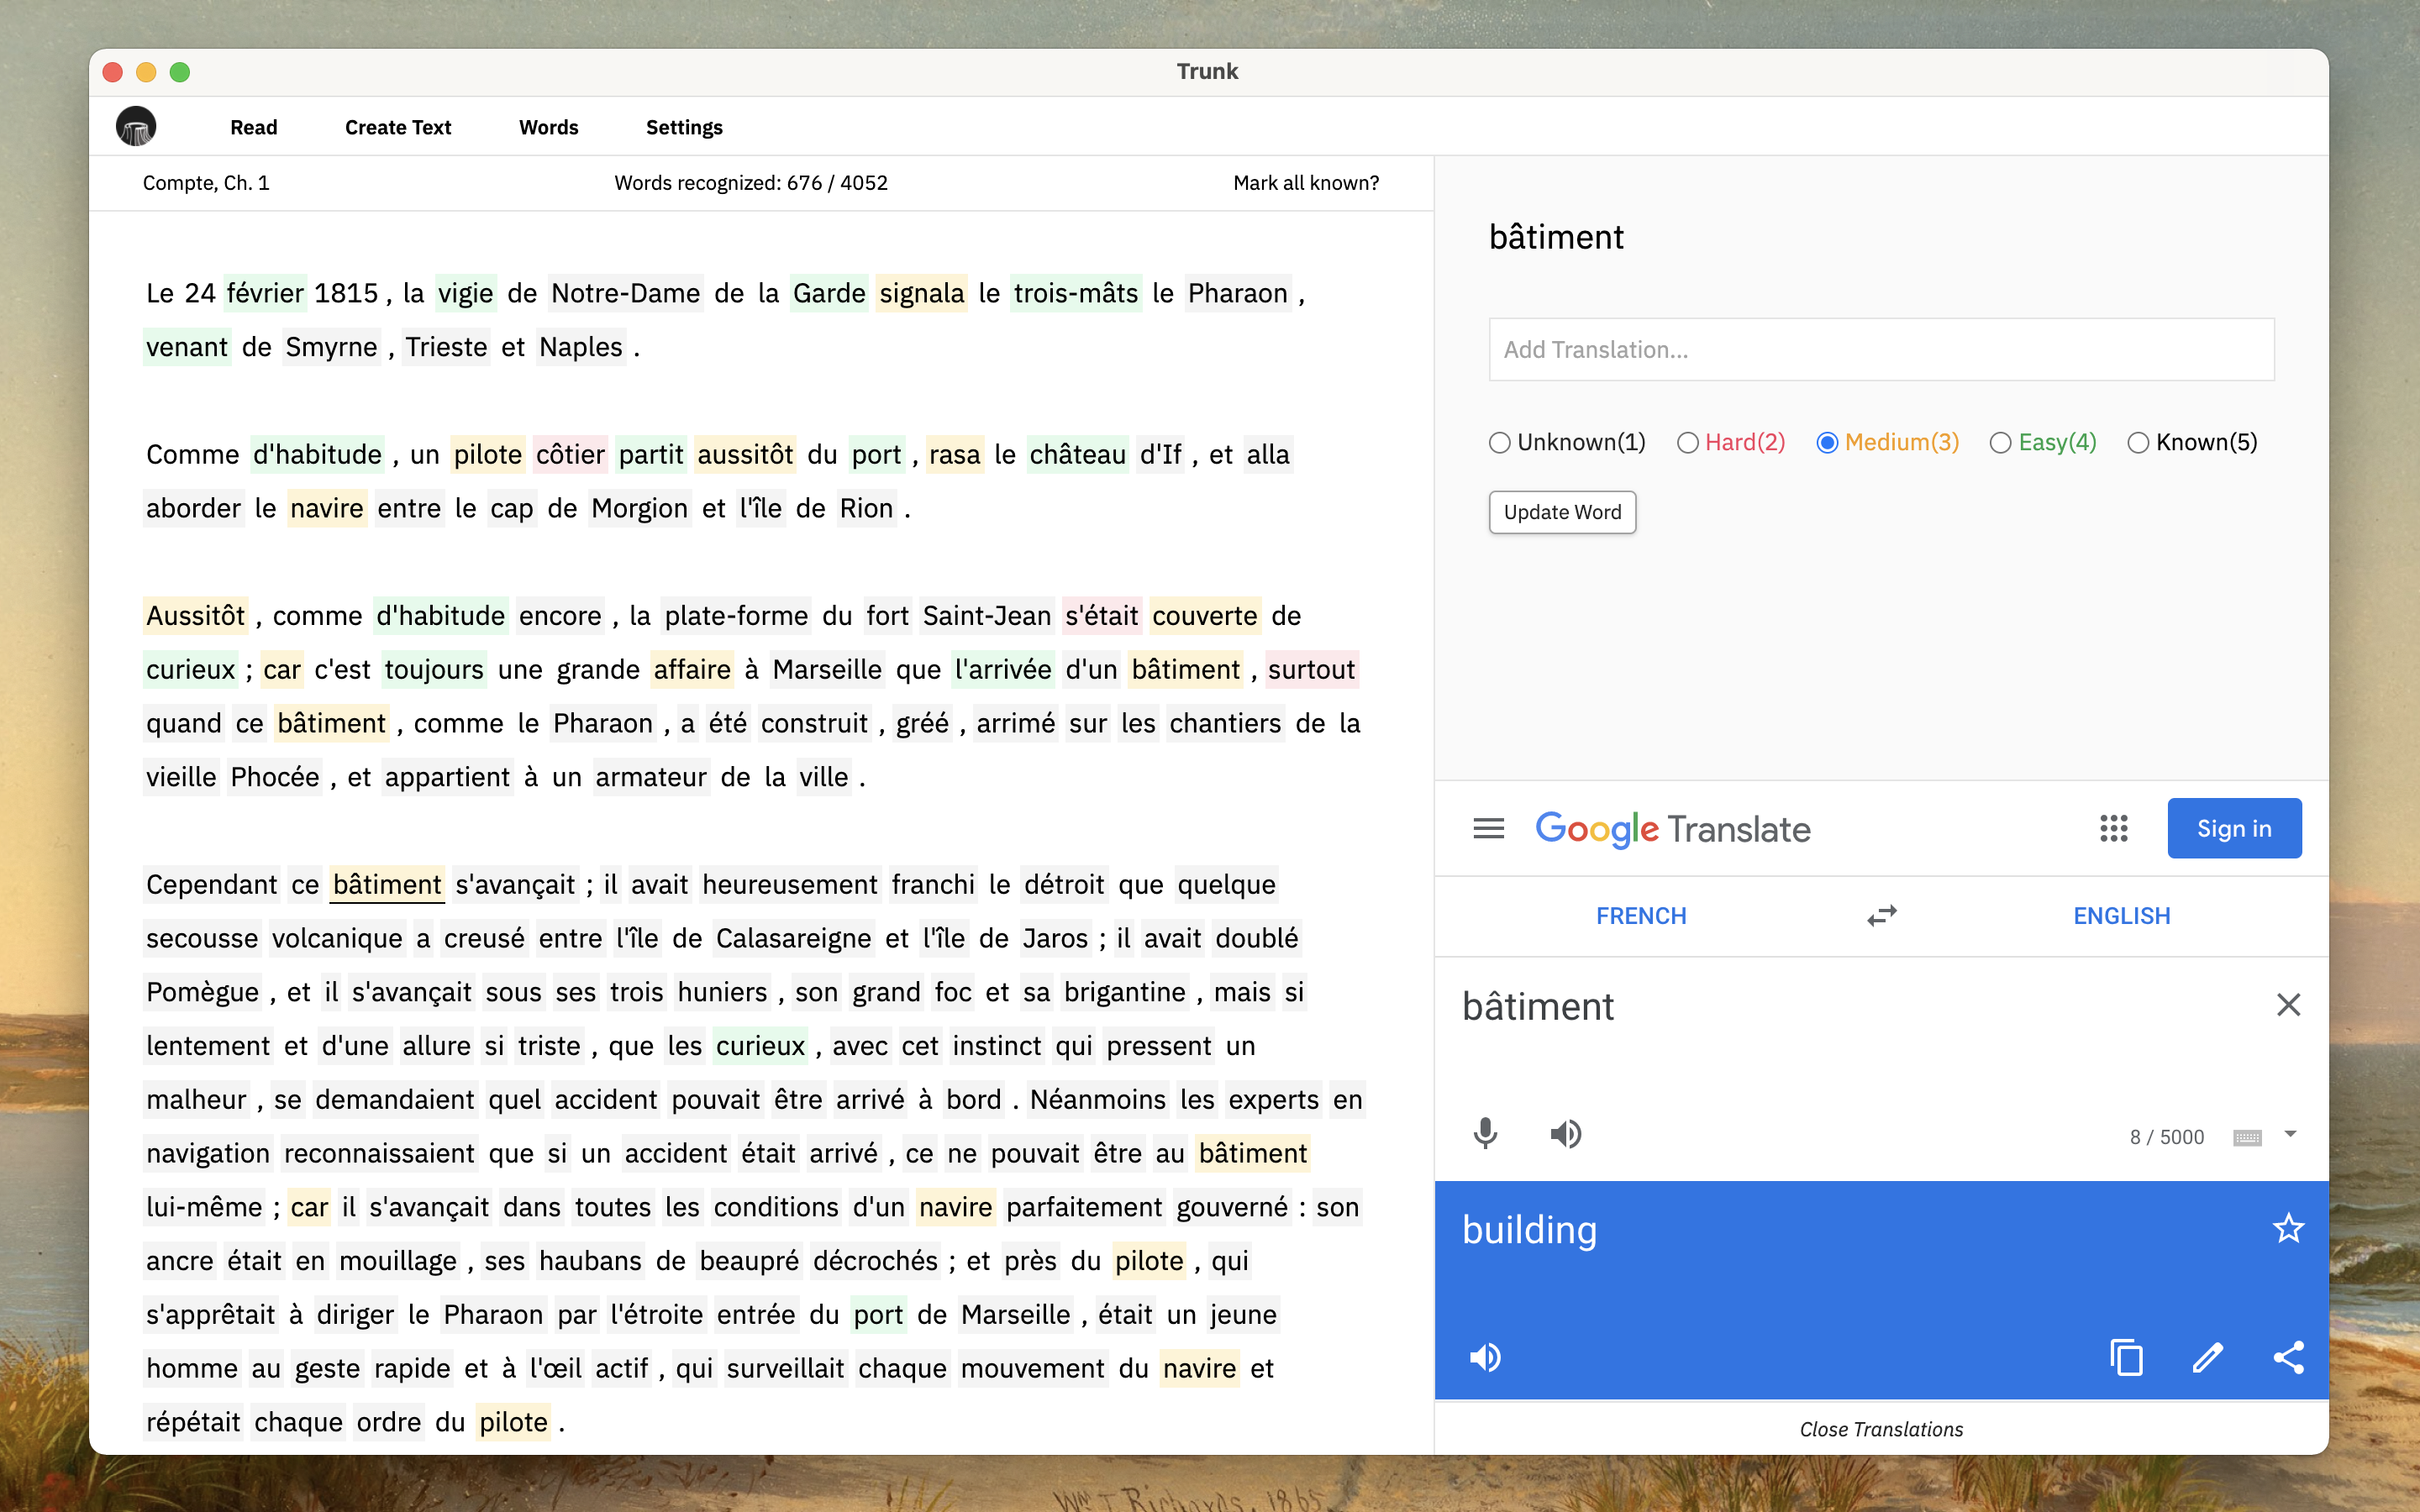 Trunk
Read Create Text Words Settings
Compte, Ch. 1 Words recognized: 676 / 4052 Mark all known?
Le 24 février 1815 , la vigie de Notre-Dame de la Garde signala le trois-mâts le Pharaon ,
venant de Smyrne , Trieste et Naples .
Comme d'habitude , un pilote côtier partit aussitôt du port , rasa le château d'If , et alla
aborder le navire entre le cap de Morgion et l'île de Rion .
Aussitôt , comme d'habitude encore , la plate-forme du fort Saint-Jean s'était couverte de
curieux ; car c'est toujours une grande affaire à Marseille que l'arrivée d'un bâtiment , surtout
quand ce bâtiment , comme le Pharaon , a été construit , gréé , arrimé sur les chantiers de la
vieille Phocée , et appartient à un armateur de la ville .
Cependant ce bâtiment s'avançait ; il avait heureusement franchi le détroit que quelque
secousse volcanique a creusé entre l'île de Calasareigne et l'île de Jaros ; il avait doublé
Pomègue , et il s'avançait sous ses trois huniers , son grand foc et sa brigantine , mais si
lentement et d'une allure si triste , que les curieux , avec cet instinct qui pressent un
malheur , se demandaient quel accident pouvait être arrivé à bord . Néanmoins les experts en
navigation reconnaissaient que si un accident était arrivé , ce ne pouvait être au bâtiment
lui-même ; car il s'avançait dans toutes les conditions d'un navire parfaitement gouverné : son
ancre était en mouillage , ses haubans de beaupré décrochés ; et près du pilote , qui
s'apprêtait à diriger le Pharaon par l'étroite entrée du port de Marseille , était un jeune
homme au geste rapide et à l'œil actif , qui surveillait chaque mouvement du navire et
répétait chaque ordre du pilote .
bâtiment
Add Translation...
Unknown(1) Hard(2) Medium(3) Easy(4) Known(5)
Update Word
Google Translate Sign in
FRENCH ENGLISH
bâtiment
8 / 5000
building
Close Translations
Wm T Richards. 1865